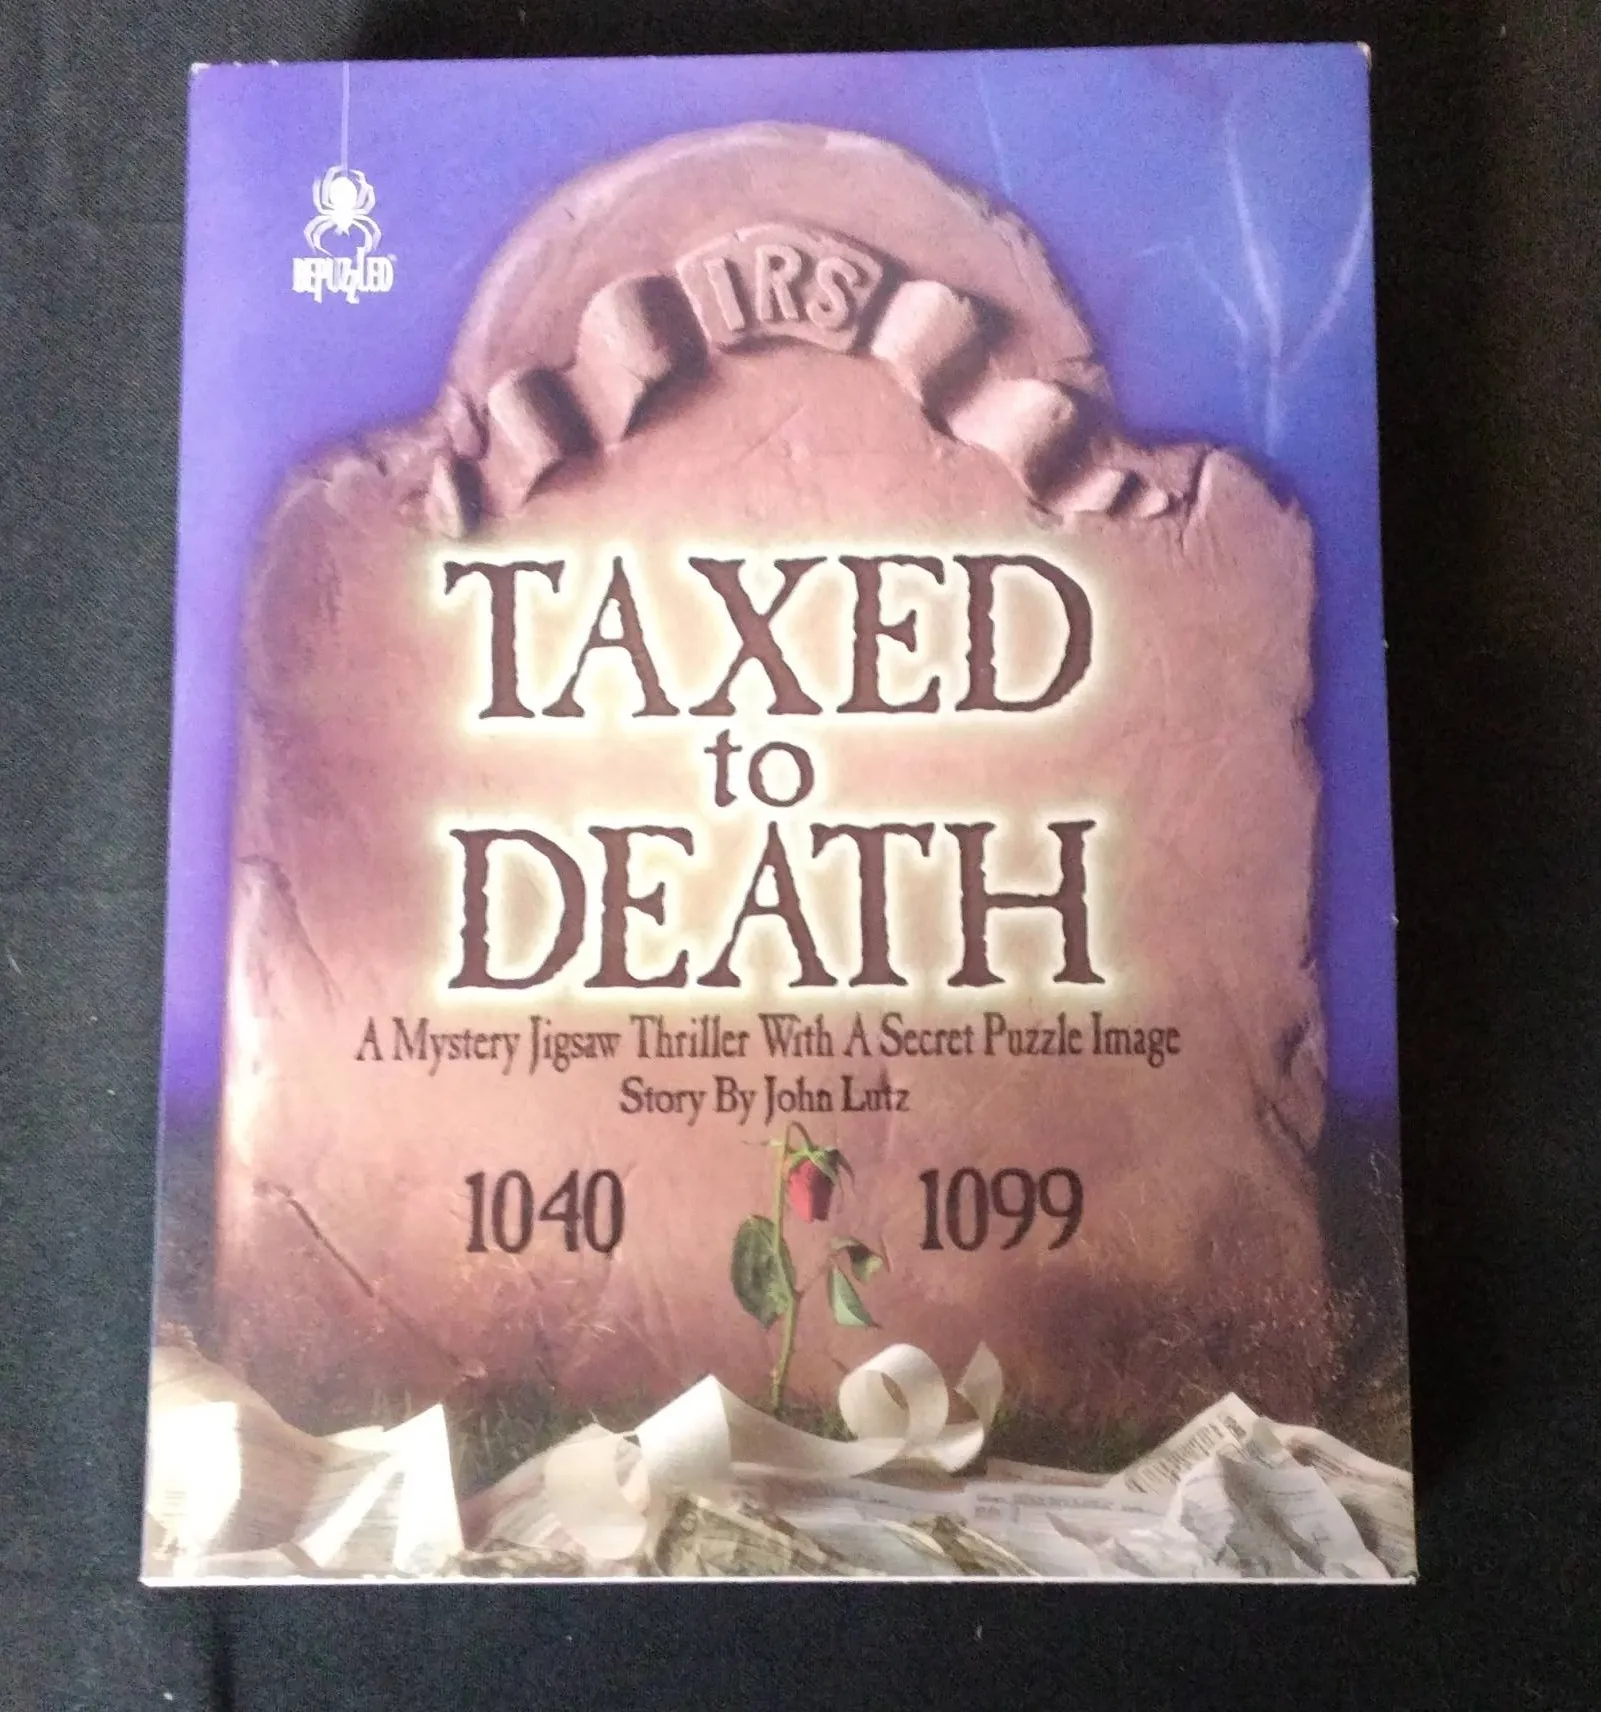 BEPUZZLED
IRS
TAXED
to
DEATH
A Mystery Jigsaw Thriller With A Secret Puzzle Image
Story By John Lutz
1040 1099